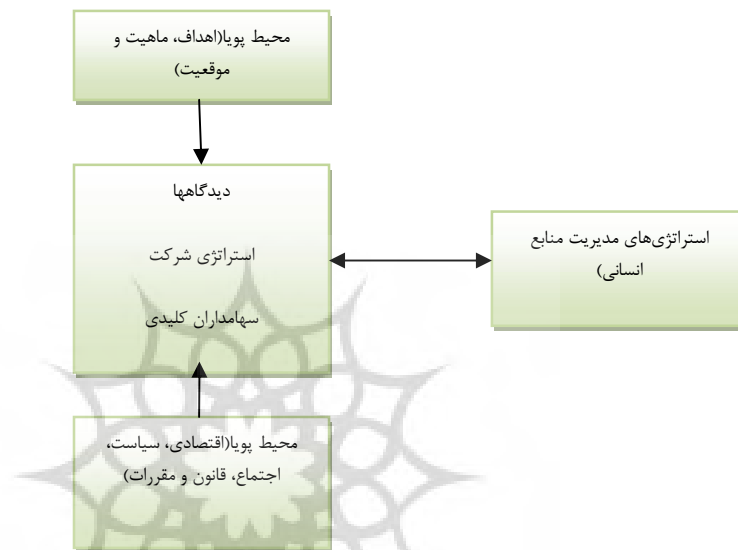 محیط پویا(اهداف، ماهیت و
موقعیت)
دیدگاهها
استراتژی شرکت
سهامداران کلیدی
استراتژی‌های مدیریت منابع
انسانی)
محیط پویا(اقتصادی، سیاست،
اجتماع، قانون و مقررات)